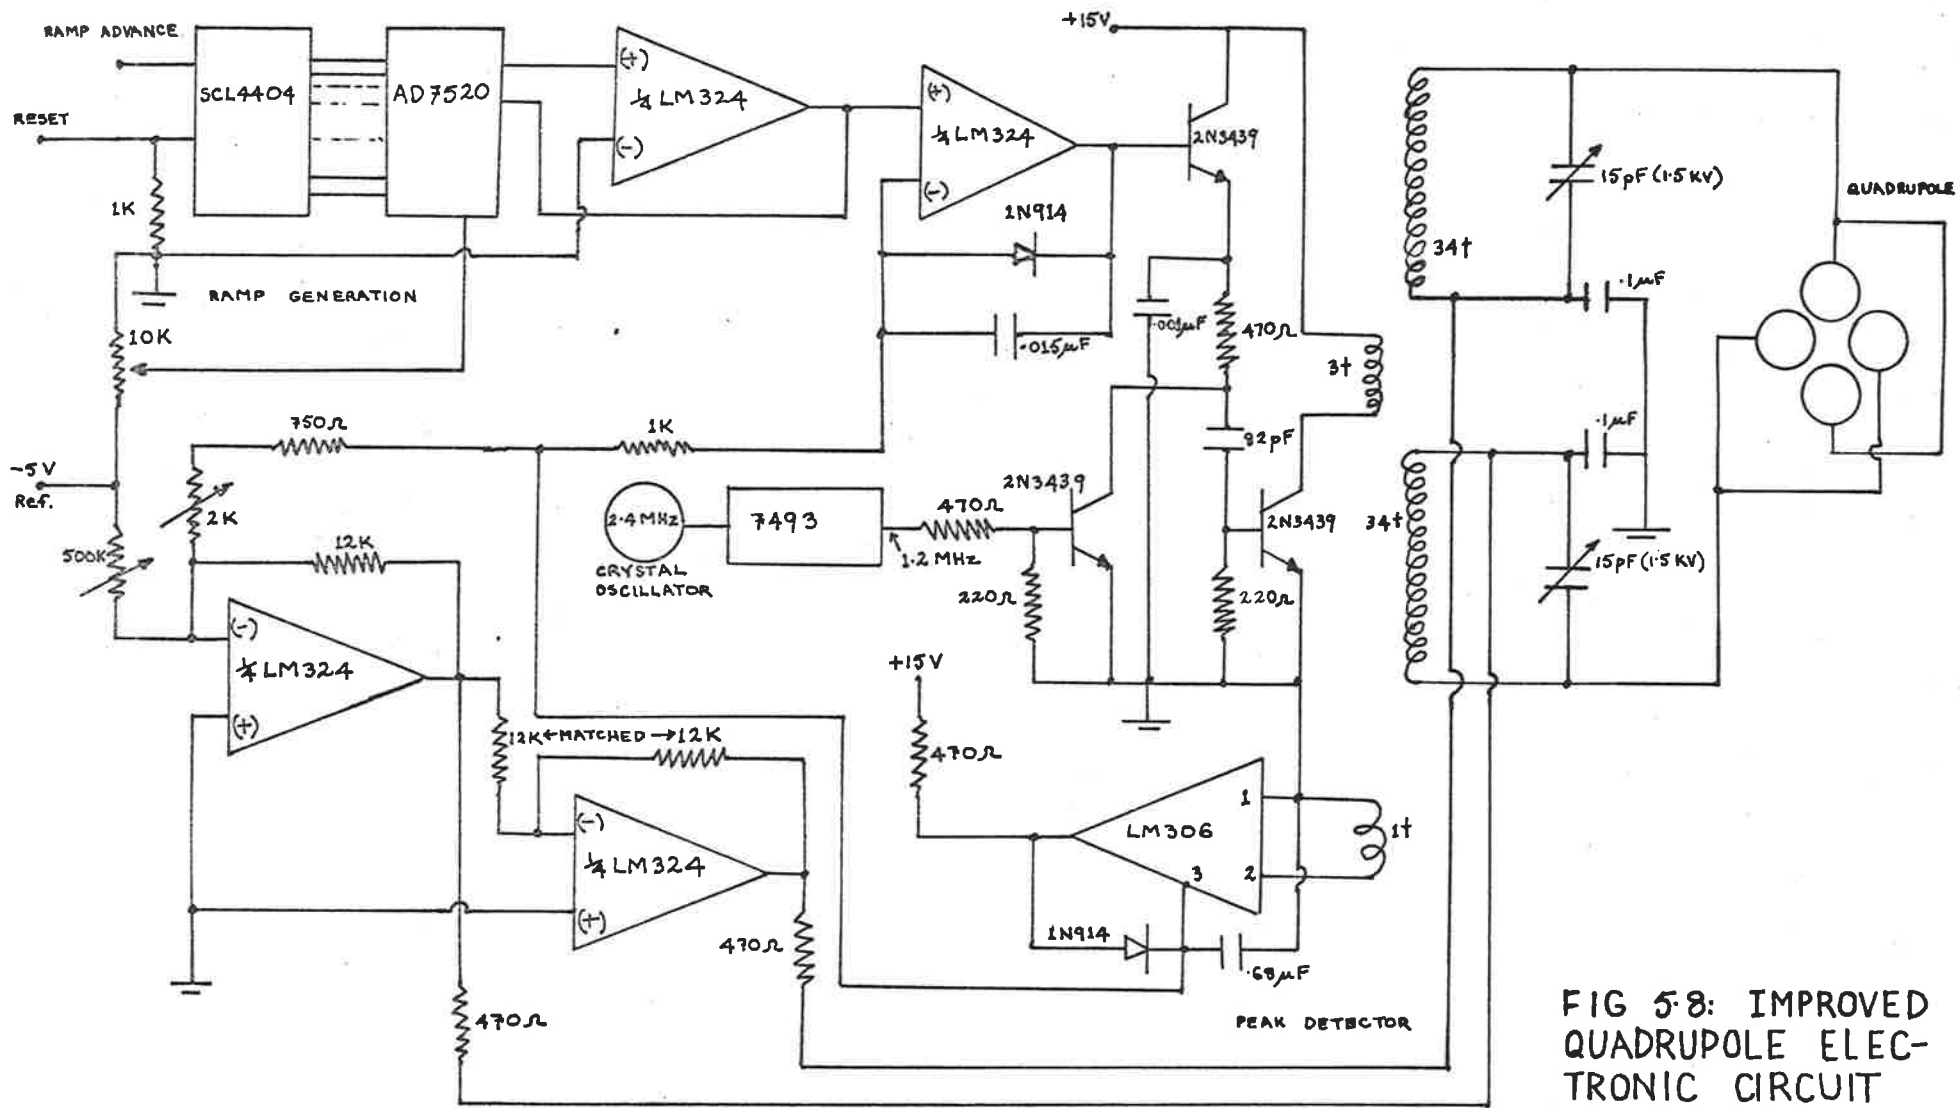 RAMP ADVANCE
RESET
SCL4404
AD7520
(+)
¼ LM324
(-)
(+)
¼ LM324
(-)
+15V
2N3439
15pF (1.5KV)
QUADRUPOLE
34t
.1µF
1K
1N914
RAMP GENERATION
.001µF
470Ω
10K
.015µF
3t
750Ω
1K
82pF
.1µF
-5V
Ref.
2K
2.4MHz
CRYSTAL
OSCILLATOR
7493
1.2 MHz
470Ω
2N3439
2N3439
34t
15pF (1.5KV)
500K
12K
220Ω
220Ω
(-)
¼ LM324
(+)
+15V
12K ←MATCHED→ 12K
470Ω
(-)
¼ LM324
(+)
LM306
1
2
3
1t
470Ω
1N914
.68µF
470Ω
PEAK DETECTOR
FIG 5.8: IMPROVED
QUADRUPOLE ELEC-
TRONIC CIRCUIT